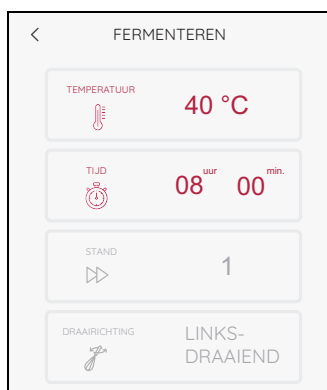 FERMENTEREN
TEMPERATUUR
40 °C
TIJD
08 uur 00 min.
STAND
1
DRAAIRICHTING
LINKS-
DRAAIEND